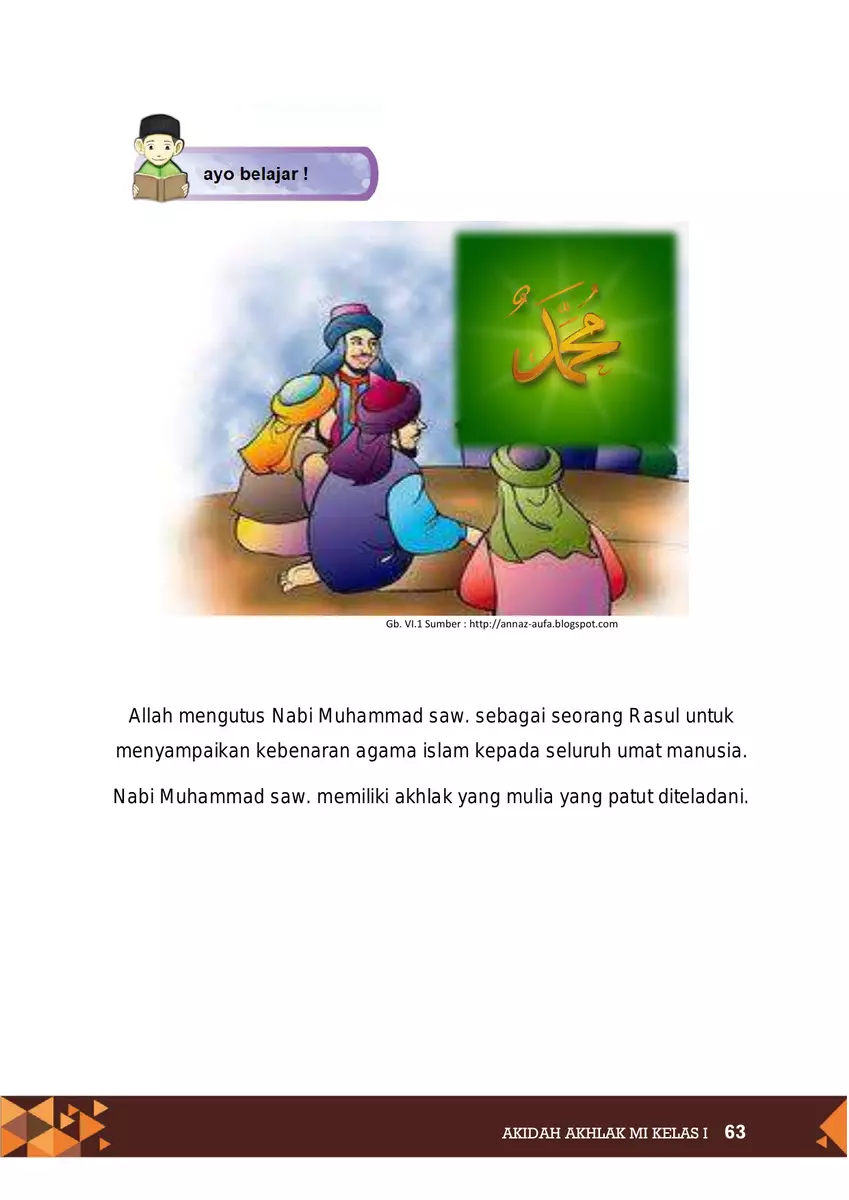 ayo belajar !
مُحَمَّدٌ
Gb. VI.1 Sumber : http://annaz-aufa.blogspot.com
Allah mengutus Nabi Muhammad saw. sebagai seorang Rasul untuk
menyampaikan kebenaran agama islam kepada seluruh umat manusia.
Nabi Muhammad saw. memiliki akhlak yang mulia yang patut diteladani.
AKIDAH AKHLAK MI KELAS I 63